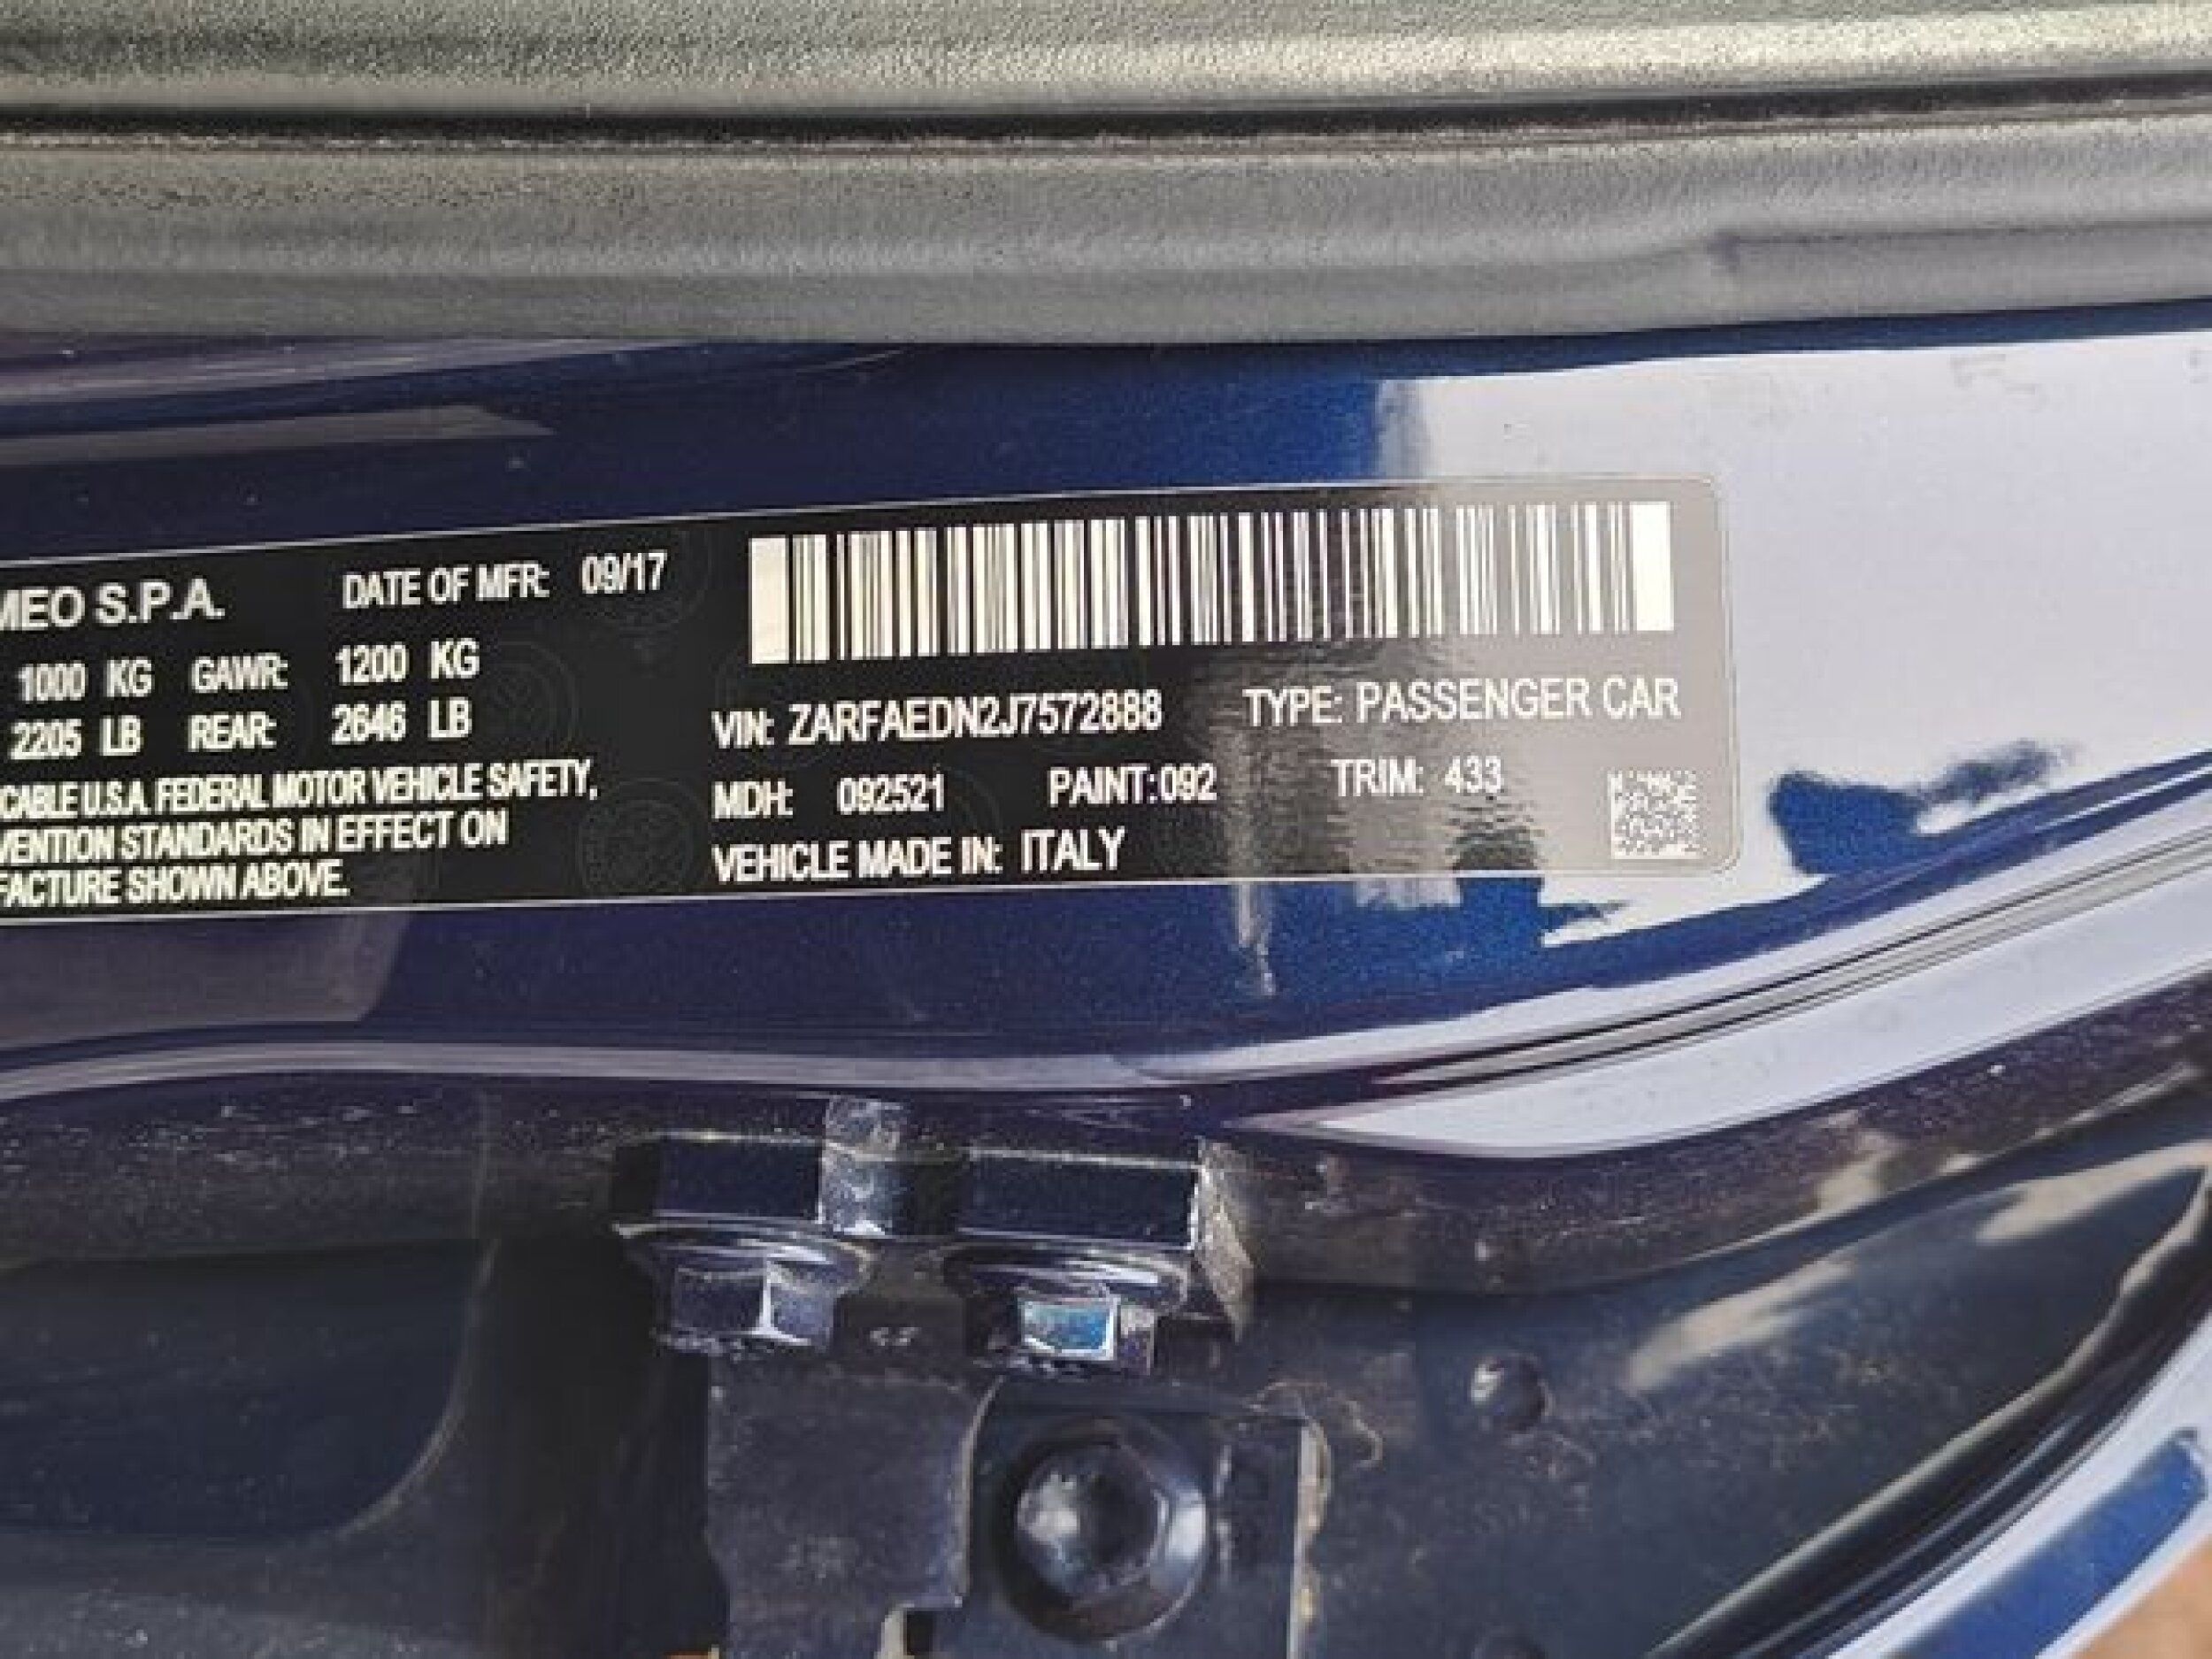 MEO S.P.A. DATE OF MFR: 09/17
1000 KG GAWR: 1200 KG
2205 LB REAR: 2646 LB
CABLE U.S.A. FEDERAL MOTOR VEHICLE SAFETY,
VENTION STANDARDS IN EFFECT ON
FACTURE SHOWN ABOVE.
VIN: ZARFAEDN2J7572888 TYPE: PASSENGER CAR
MDH: 092521 PAINT:092 TRIM: 433
VEHICLE MADE IN: ITALY